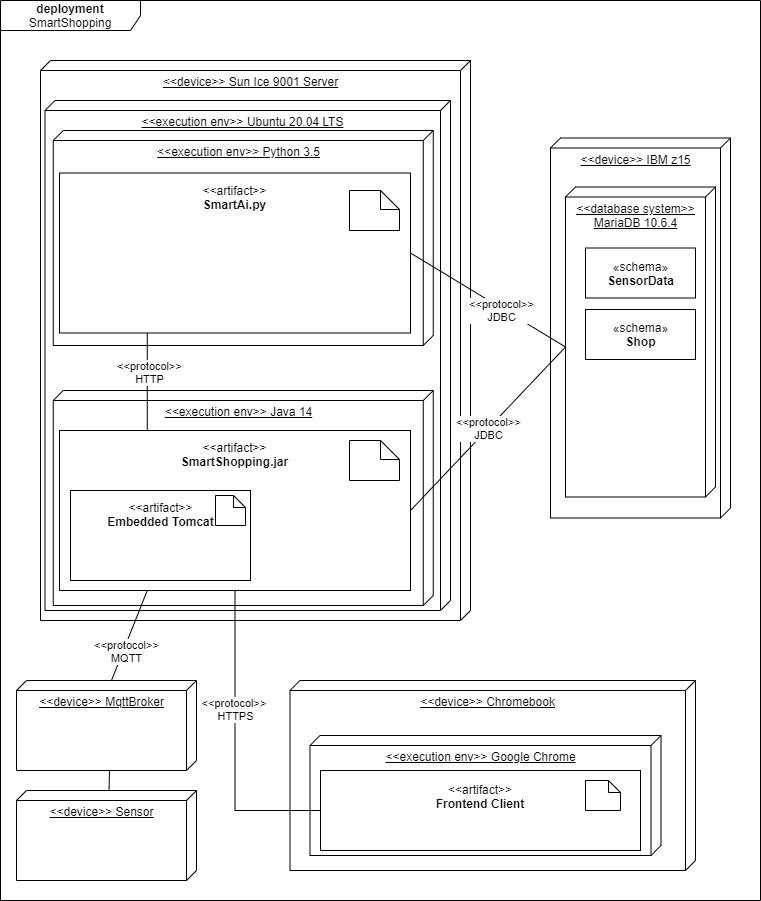 deployment
SmartShopping
<<device>> Sun Ice 9001 Server
<<execution env>> Ubuntu 20.04 LTS
<<execution env>> Python 3.5
<<artifact>>
SmartAi.py
<<protocol>>
HTTP
<<execution env>> Java 14
<<artifact>>
SmartShopping.jar
<<artifact>>
Embedded Tomcat
<<protocol>>
JDBC
<<protocol>>
JDBC
<<device>> IBM z15
<<database system>>
MariaDB 10.6.4
«schema»
SensorData
«schema»
Shop
<<protocol>>
MQTT
<<device>> MqttBroker
<<device>> Sensor
<<protocol>>
HTTPS
<<device>> Chromebook
<<execution env>> Google Chrome
<<artifact>>
Frontend Client